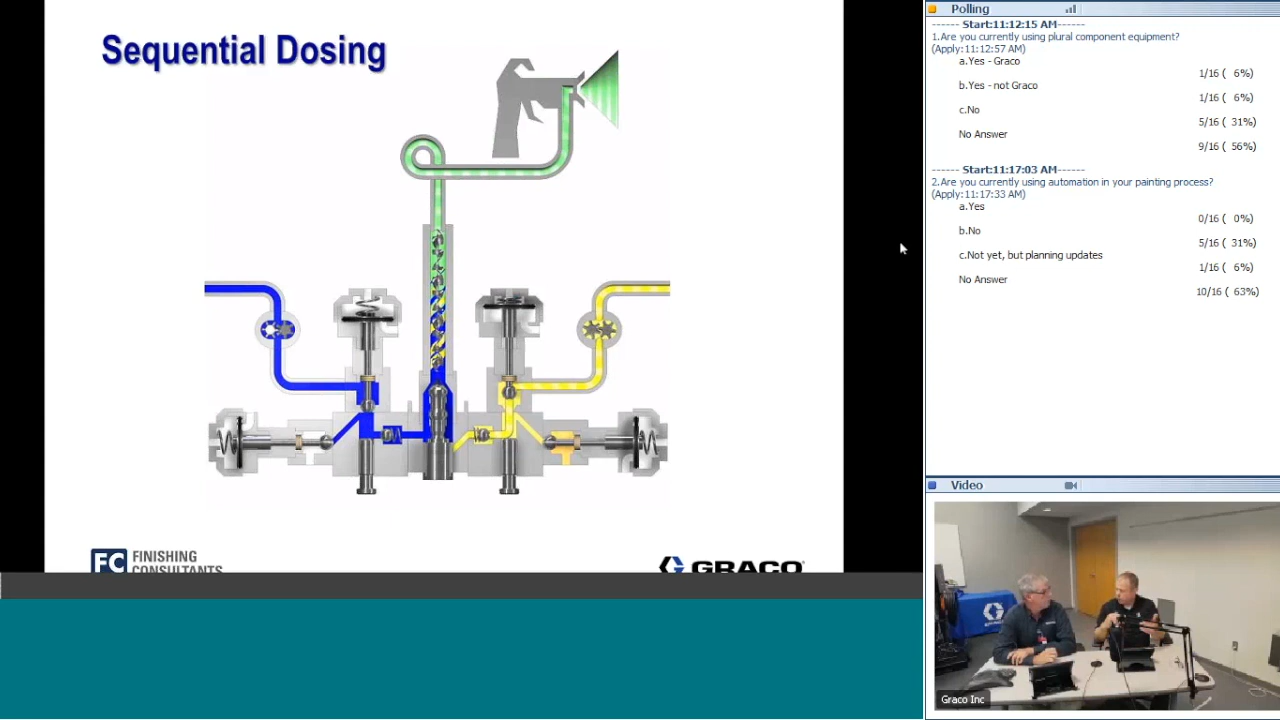 Sequential Dosing
FC FINISHING
CONSULTANTS
GRACO
Polling
------ Start:11:12:15 AM------
1.Are you currently using plural component equipment?
(Apply:11:12:57 AM)
a.Yes - Graco
1/16 ( 6%)
b.Yes - not Graco
1/16 ( 6%)
c.No
5/16 ( 31%)
No Answer
9/16 ( 56%)
------ Start:11:17:03 AM------
2.Are you currently using automation in your painting process?
(Apply:11:17:33 AM)
a.Yes
0/16 ( 0%)
b.No
5/16 ( 31%)
c.Not yet, but planning updates
1/16 ( 6%)
No Answer
10/16 ( 63%)
Video
Graco Inc